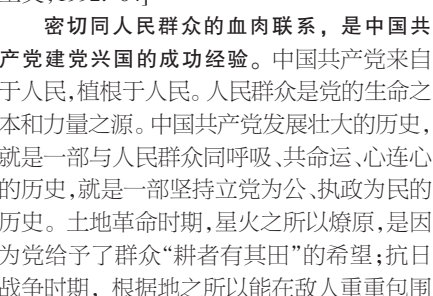 密切同人民群众的血肉联系，是中国共
产党建党兴国的成功经验。中国共产党来自
于人民,植根于人民。人民群众是党的生命之
本和力量之源。中国共产党发展壮大的历史,
就是一部与人民群众同呼吸、共命运、心连心
的历史,就是一部坚持立党为公、执政为民的
历史。土地革命时期,星火之所以燎原,是因
为党给予了群众“耕者有其田”的希望;抗日
战争时期，根据地之所以能在敌人重重包围